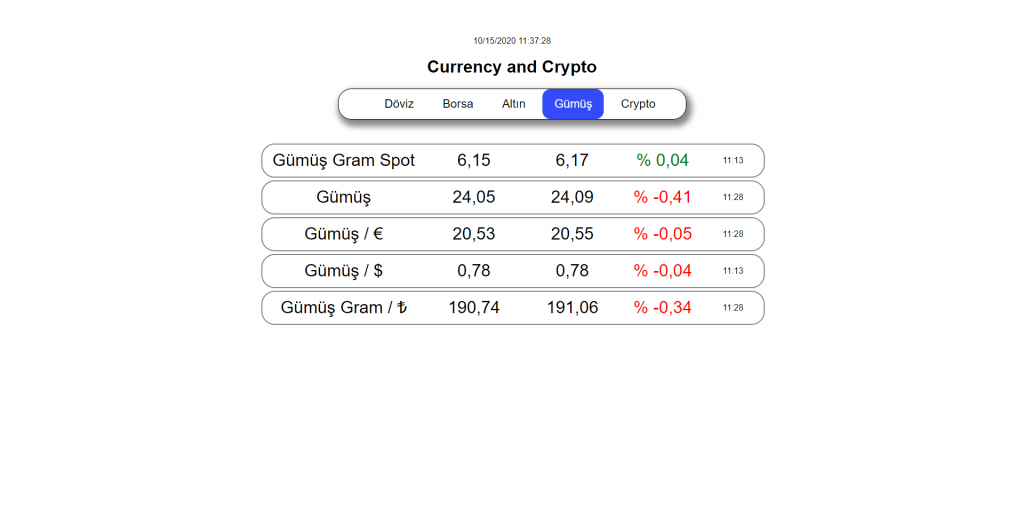 10/15/2020 11:37:28
Currency and Crypto
Döviz Borsa Altın Gümüş Crypto
Gümüş Gram Spot 6,15 6,17 % 0,04 11:13
Gümüş 24,05 24,09 % -0,41 11:28
Gümüş / € 20,53 20,55 % -0,05 11:28
Gümüş / $ 0,78 0,78 % -0,04 11:13
Gümüş Gram / ₺ 190,74 191,06 % -0,34 11:28